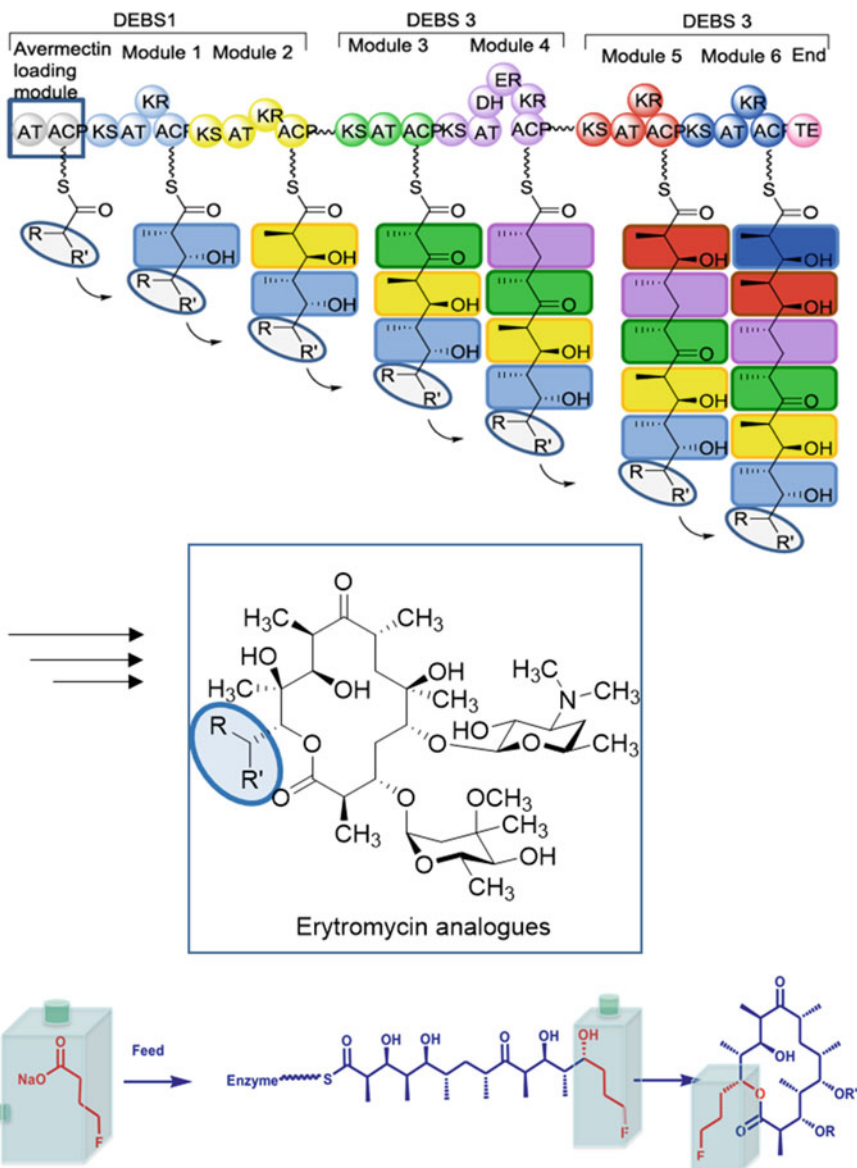 DEBS1 DEBS 3 DEBS 3
Avermectin loading module Module 1 Module 2 Module 3 Module 4 Module 5 Module 6 End
AT ACP KS AT KR ACP KS AT KR ACP KS AT ACP KS AT DH ER KR ACP KS AT KR ACP KS AT KR ACP TE
S S S S S S S
O O O O O O O
R R' OH OH O OH OH
R R' OH OH O OH
R R' OH OH O
R R' OH OH OH
R R' OH OH O
R R' OH OH
R R' OH
R R'
O
CH3 CH3
HO OH OH
H3C CH3
R R' O O
O CH3 O
H3C N CH3
HO O CH3
OCH3 CH3
O OH CH3
Erytromycin analogues
NaO O F
Feed
Enzyme S O OH OH O OH OH F
O OH O O OR' OR F